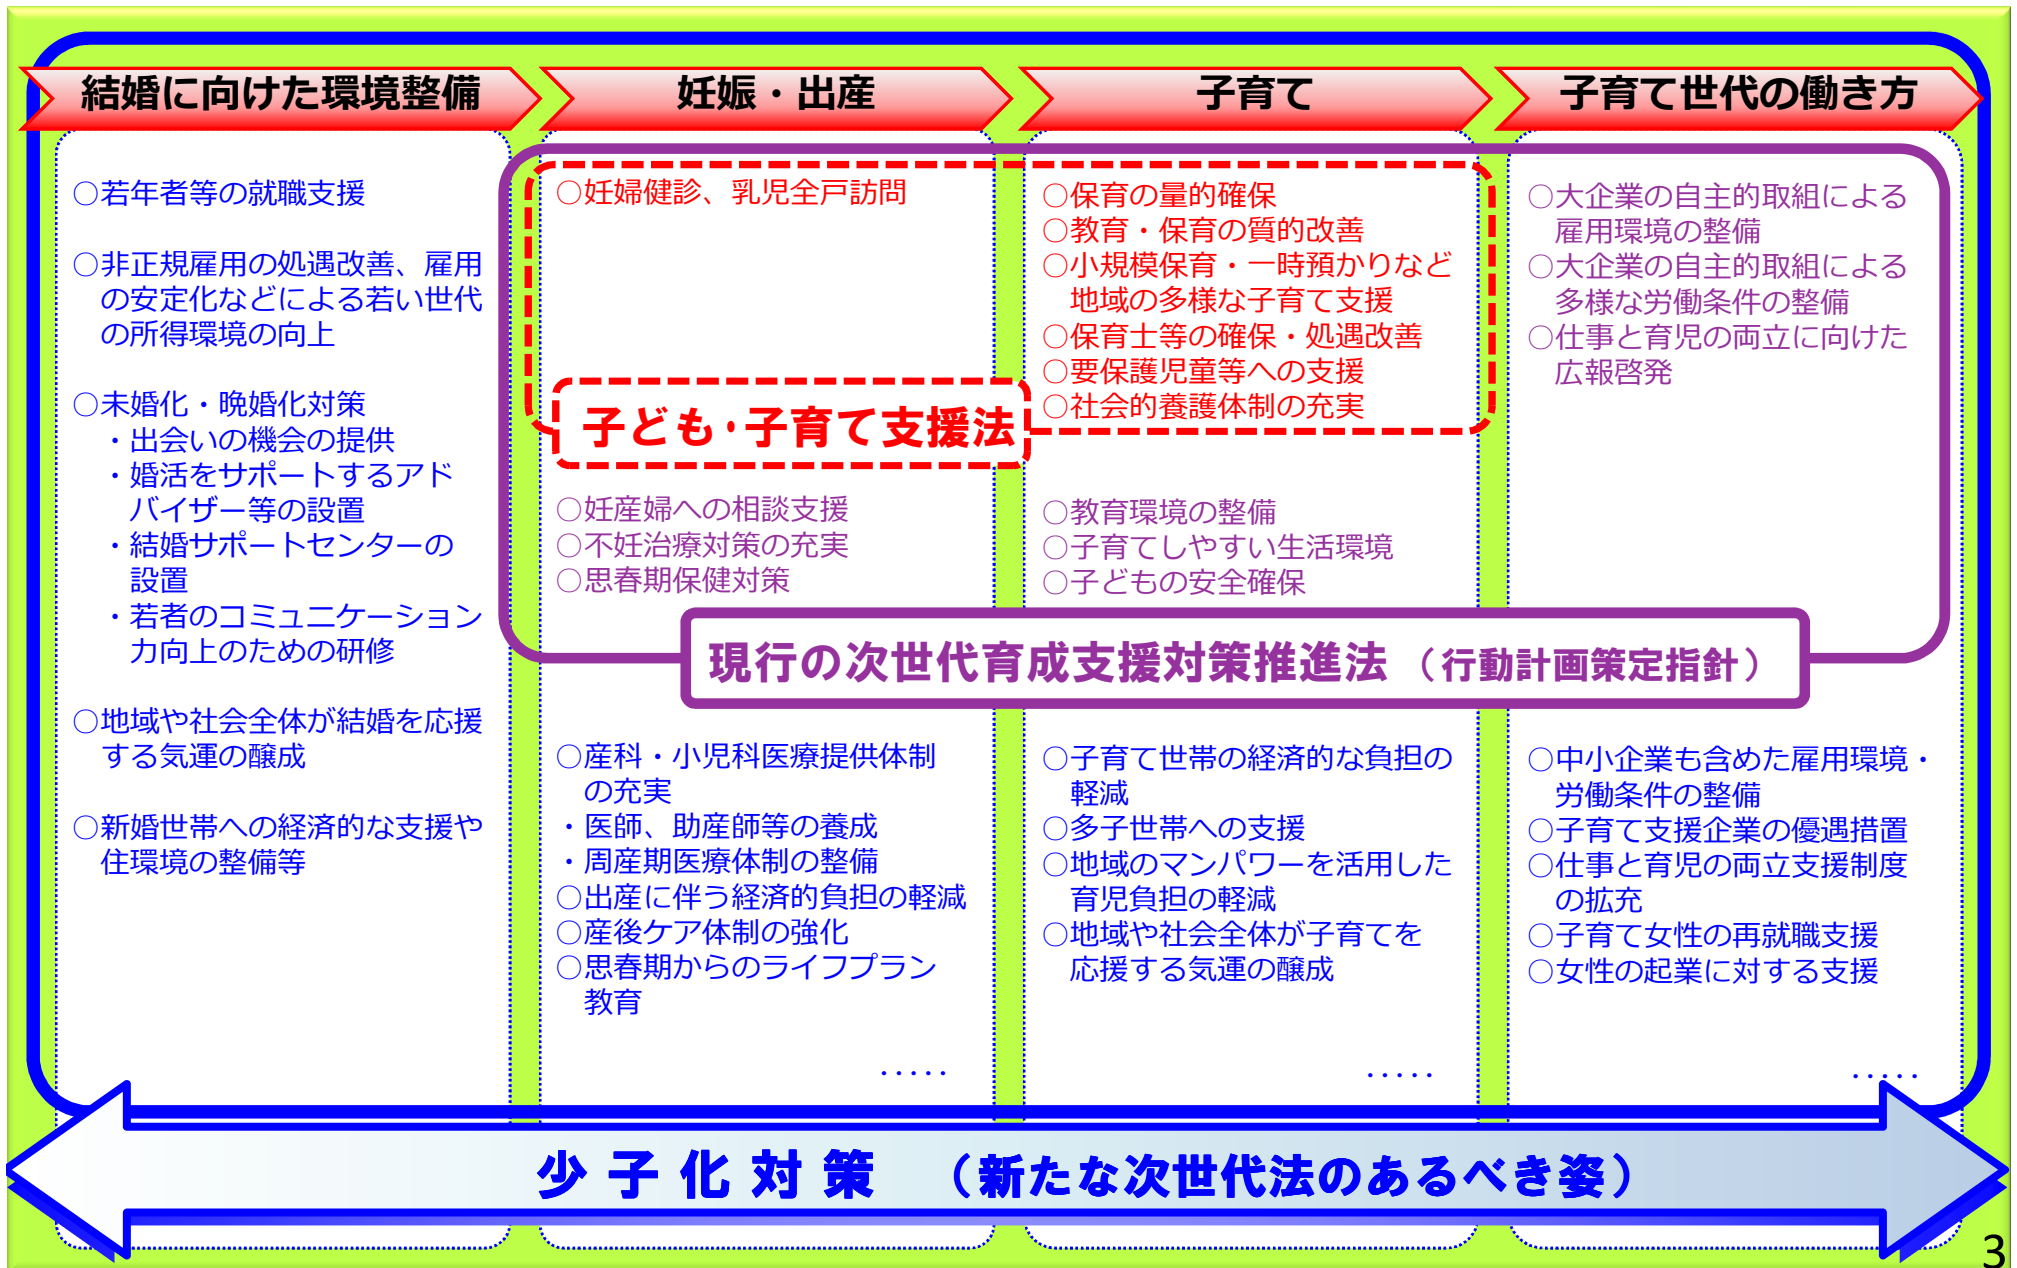 結婚に向けた環境整備
○若年者等の就職支援
○非正規雇用の処遇改善、雇用
の安定化などによる若い世代
の所得環境の向上
○未婚化・晩婚化対策
・出会いの機会の提供
・婚活をサポートするアド
バイザー等の設置
・結婚サポートセンターの
設置
・若者のコミュニケーション
力向上のための研修
○地域や社会全体が結婚を応援
する気運の醸成
○新婚世帯への経済的な支援や
住環境の整備等
妊娠・出産
○妊婦健診、乳児全戸訪問
子ども・子育て支援法
○妊産婦への相談支援
○不妊治療対策の充実
○思春期保健対策
○産科・小児科医療提供体制
の充実
・医師、助産師等の養成
・周産期医療体制の整備
○出産に伴う経済的負担の軽減
○産後ケア体制の強化
○思春期からのライフプラン
教育
・・・・・
子育て
○保育の量的確保
○教育・保育の質的改善
○小規模保育・一時預かりなど
地域の多様な子育て支援
○保育士等の確保・処遇改善
○要保護児童等への支援
○社会的養護体制の充実
○教育環境の整備
○子育てしやすい生活環境
○子どもの安全確保
現行の次世代育成支援対策推進法（行動計画策定指針）
○子育て世帯の経済的な負担の
軽減
○多子世帯への支援
○地域のマンパワーを活用した
育児負担の軽減
○地域や社会全体が子育てを
応援する気運の醸成
・・・・・
子育て世代の働き方
○大企業の自主的取組による
雇用環境の整備
○大企業の自主的取組による
多様な労働条件の整備
○仕事と育児の両立に向けた
広報啓発
○中小企業も含めた雇用環境・
労働条件の整備
○子育て支援企業の優遇措置
○仕事と育児の両立支援制度
の拡充
○子育て女性の再就職支援
○女性の起業に対する支援
・・・・・
少子化対策　（新たな次世代法のあるべき姿）
3